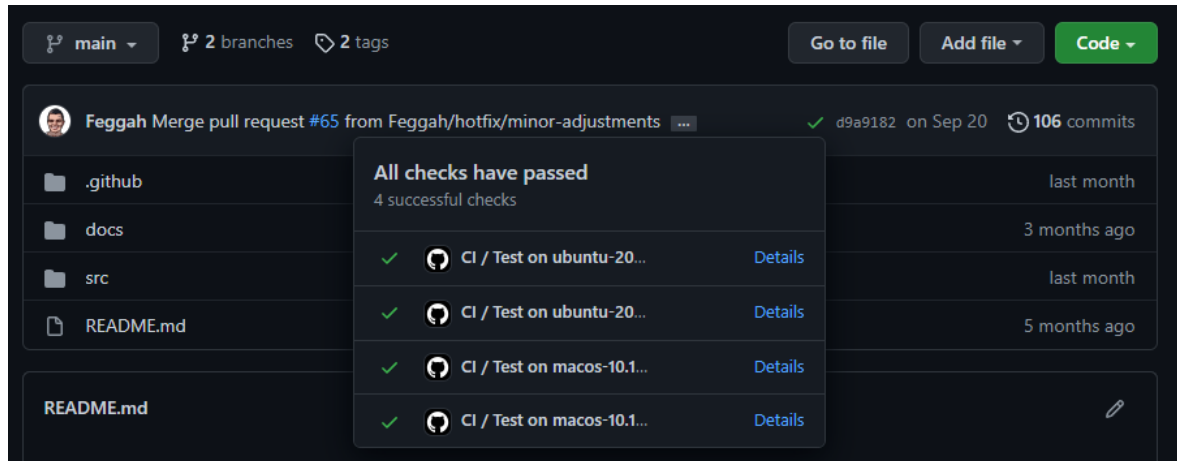 main 2 branches 2 tags Go to file Add file Code
Feggah Merge pull request #65 from Feggah/hotfix/minor-adjustments ... d9a9182 on Sep 20 106 commits
All checks have passed
4 successful checks
.github last month
docs 3 months ago
CI / Test on ubuntu-20... Details
src last month
CI / Test on ubuntu-20... Details
README.md 5 months ago
CI / Test on macos-10.1... Details
README.md
CI / Test on macos-10.1... Details